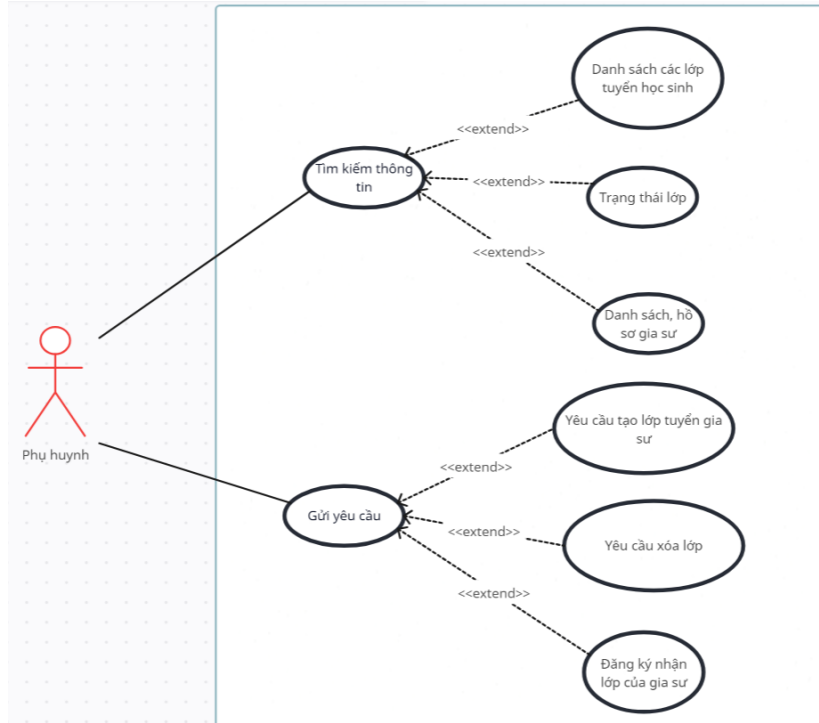 Danh sách các lớp
tuyển học sinh
<<extend>>
Tìm kiếm thông
tin
<<extend>>
Trạng thái lớp
<<extend>>
Danh sách, hồ
sơ gia sư
Phụ huynh
Yêu cầu tạo lớp tuyển gia
sư
<<extend>>
Gửi yêu cầu
<<extend>>
Yêu cầu xóa lớp
<<extend>>
Đăng ký nhận
lớp của gia sư